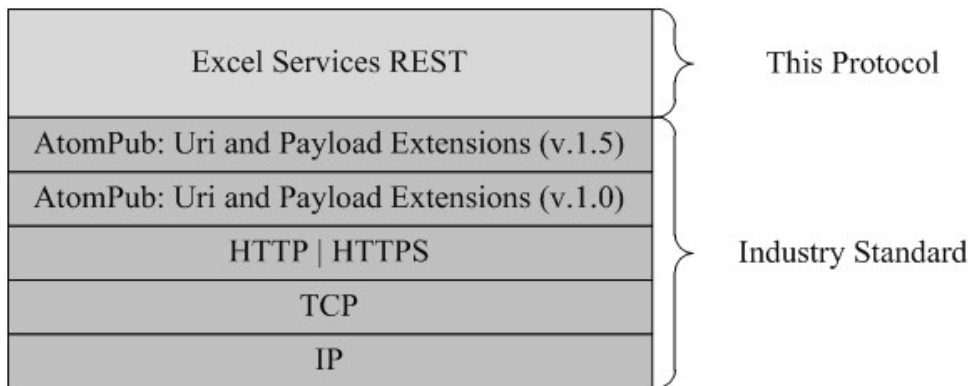 Excel Services REST
This Protocol
AtomPub: Uri and Payload Extensions (v.1.5)
AtomPub: Uri and Payload Extensions (v.1.0)
HTTP | HTTPS
Industry Standard
TCP
IP